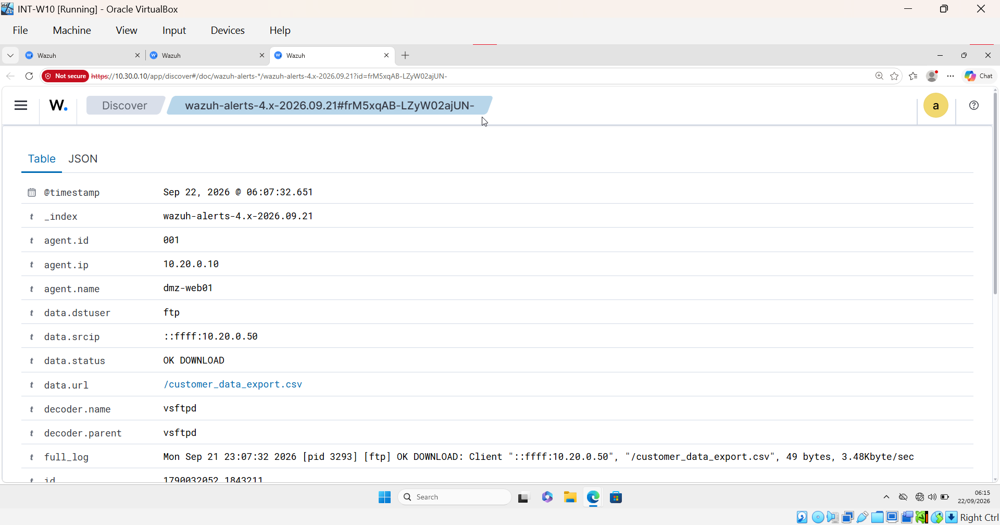 INT-W10 [Running] - Oracle VirtualBox
File Machine View Input Devices Help
Wazuh Wazuh Wazuh
Not secure https://10.30.0.10/app/discover#/doc/wazuh-alerts-*/wazuh-alerts-4.x-2026.09.21?id=frM5xqAB-LZyW02ajUN- Chat
W. Discover wazuh-alerts-4.x-2026.09.21#frM5xqAB-LZyW02ajUN- a
Table JSON
@timestamp Sep 22, 2026 @ 06:07:32.651
t _index wazuh-alerts-4.x-2026.09.21
t agent.id 001
t agent.ip 10.20.0.10
t agent.name dmz-web01
t data.dstuser ftp
t data.srcip ::ffff:10.20.0.50
t data.status OK DOWNLOAD
t data.url /customer_data_export.csv
t decoder.name vsftpd
t decoder.parent vsftpd
t full_log Mon Sep 21 23:07:32 2026 [pid 3293] [ftp] OK DOWNLOAD: Client "::ffff:10.20.0.50", "/customer_data_export.csv", 49 bytes, 3.48Kbyte/sec
t id 1790032052.1843211
Search
06:15
22/09/2026
Right Ctrl